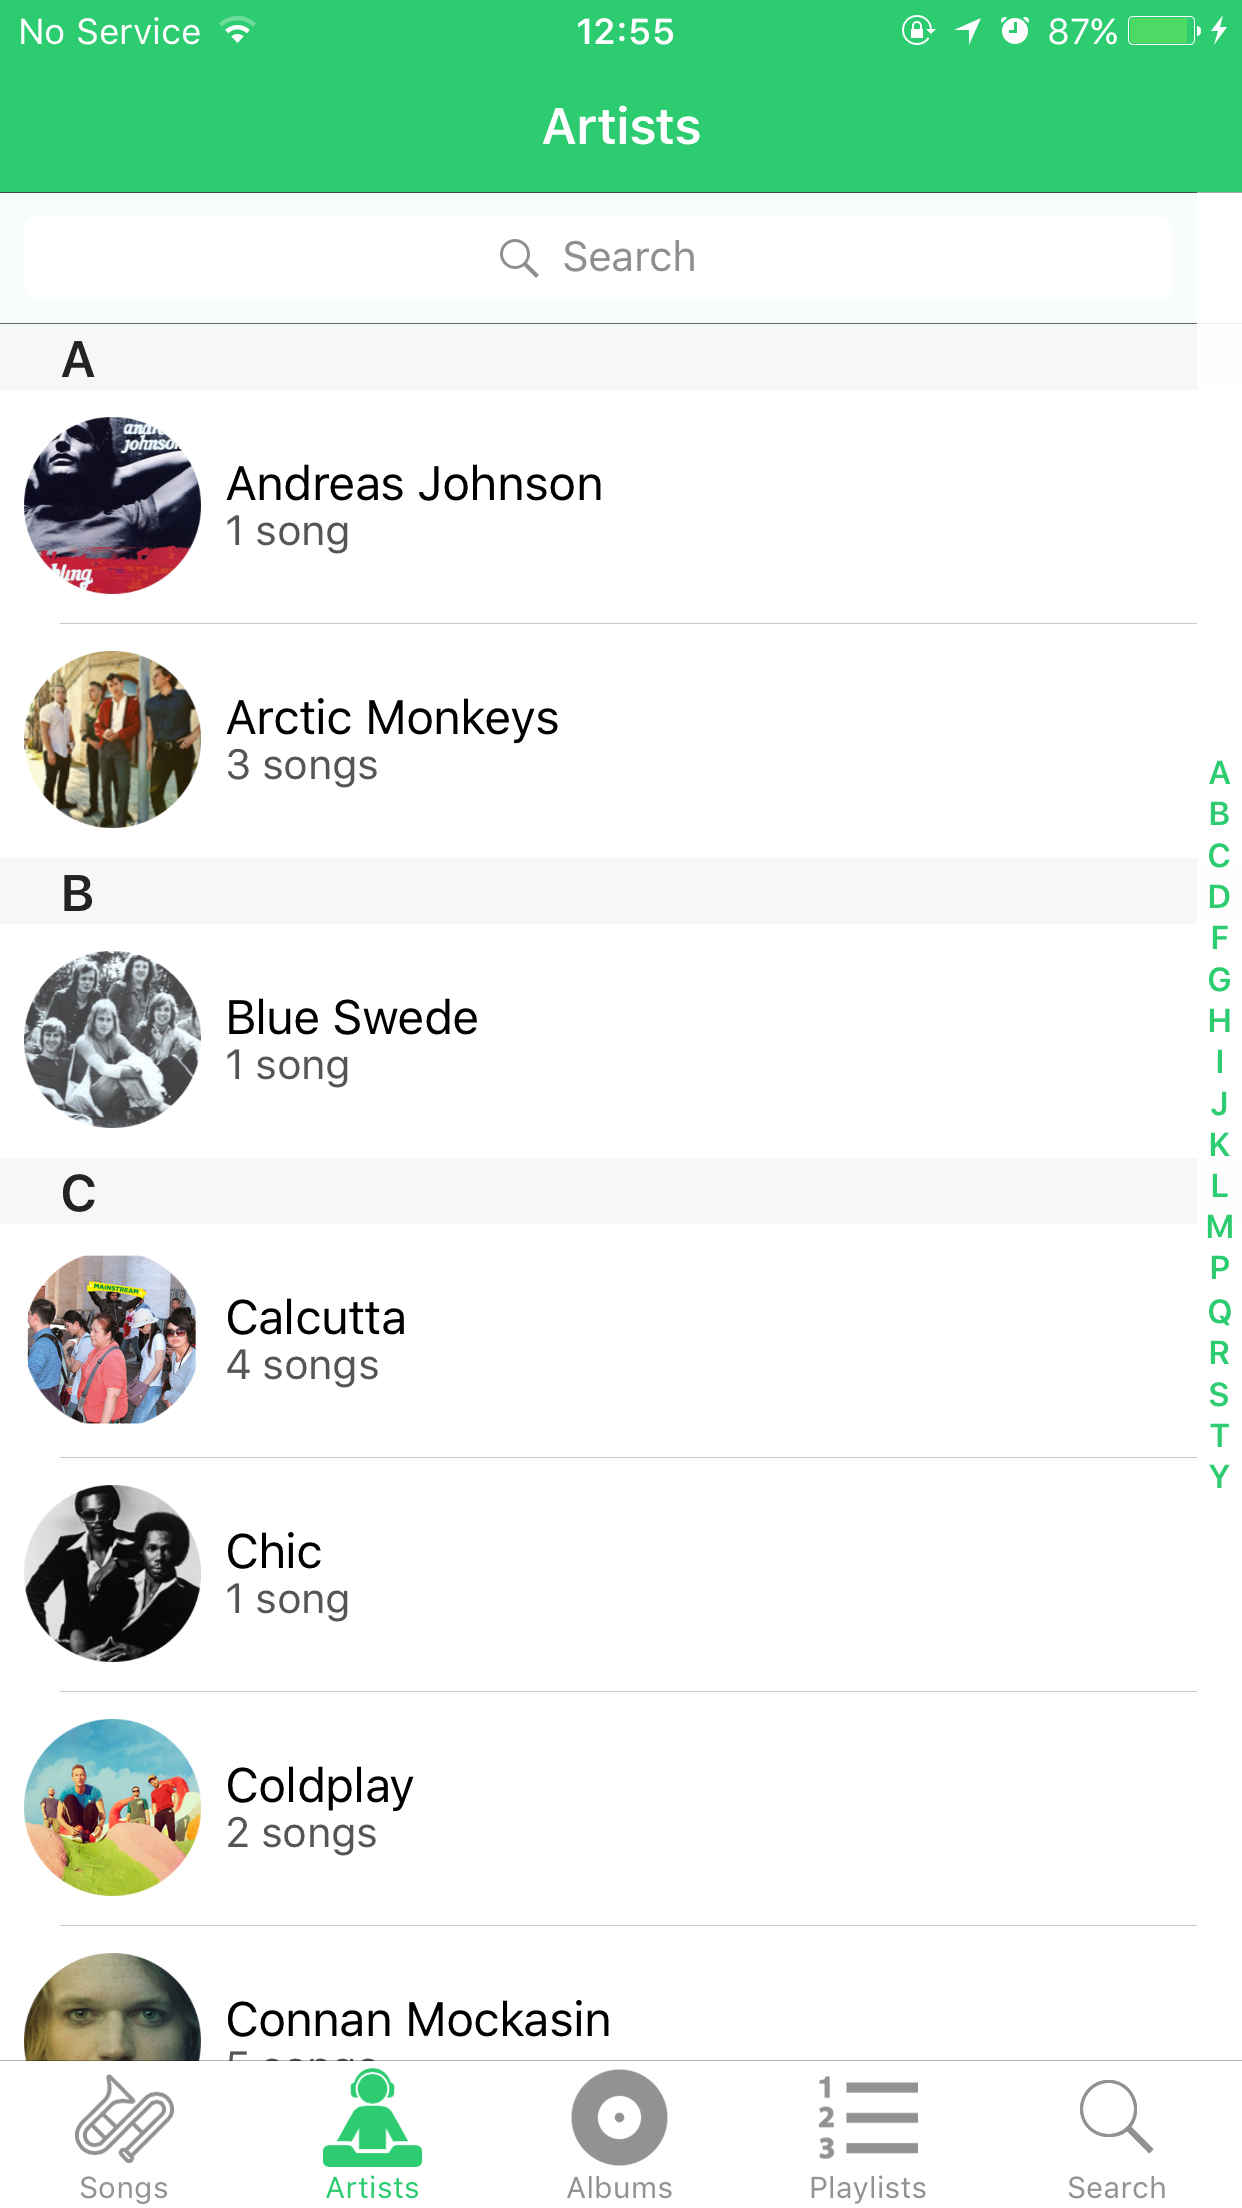 No Service 12:55 87%
Artists
Search
A
johnson
Andreas Johnson
1 song
Arctic Monkeys
3 songs
B
Blue Swede
1 song
C
MAINSTREAM
Calcutta
4 songs
Chic
1 song
Coldplay
2 songs
Connan Mockasin
5 songs
A
B
C
D
F
G
H
I
J
K
L
M
P
Q
R
S
T
Y
1
2
3
Songs Artists Albums Playlists Search